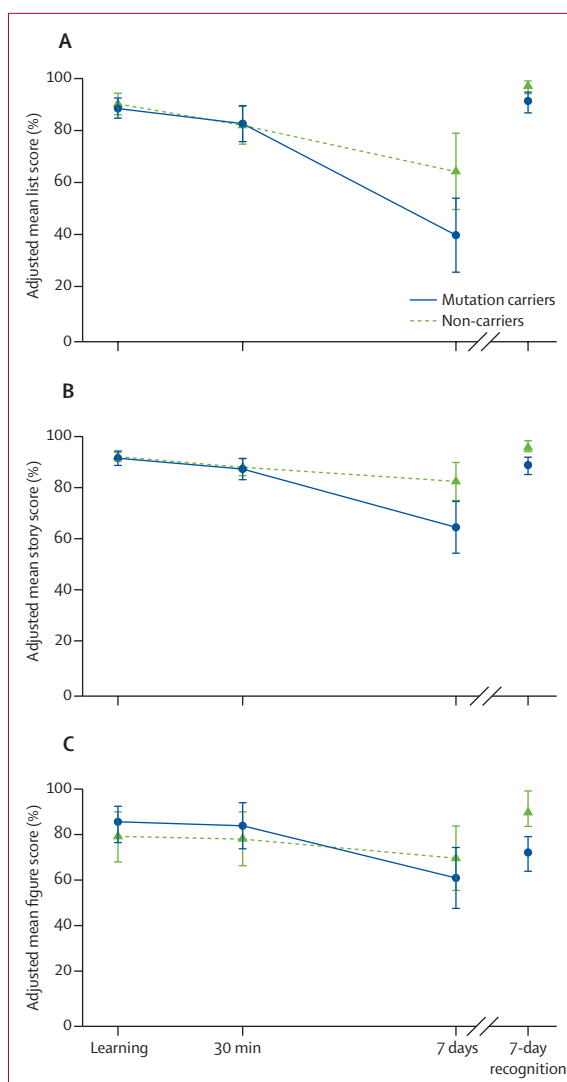 A
Adjusted mean list score (%)
100
80
60
40
20
0
Mutation carriers
Non-carriers
B
Adjusted mean story score (%)
100
80
60
40
20
0
C
Adjusted mean figure score (%)
100
80
60
40
20
0
Learning
30 min
7 days
7-day
recognition